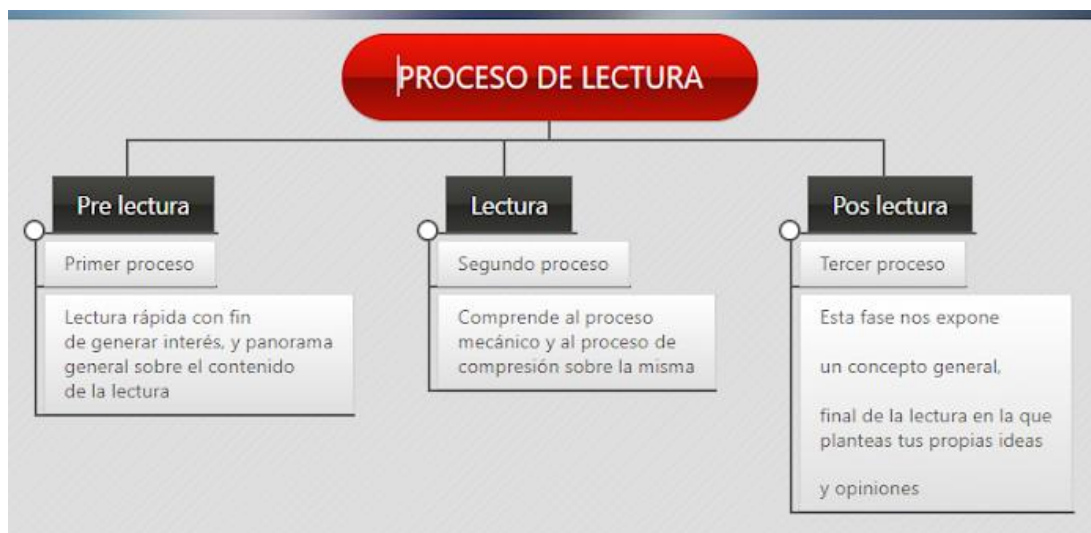 PROCESO DE LECTURA
Pre lectura
Primer proceso
Lectura rápida con fin
de generar interés, y panorama
general sobre el contenido
de la lectura
Lectura
Segundo proceso
Comprende al proceso
mecánico y al proceso de
compresión sobre la misma
Pos lectura
Tercer proceso
Esta fase nos expone
un concepto general,
final de la lectura en la que
planteas tus propias ideas
y opiniones